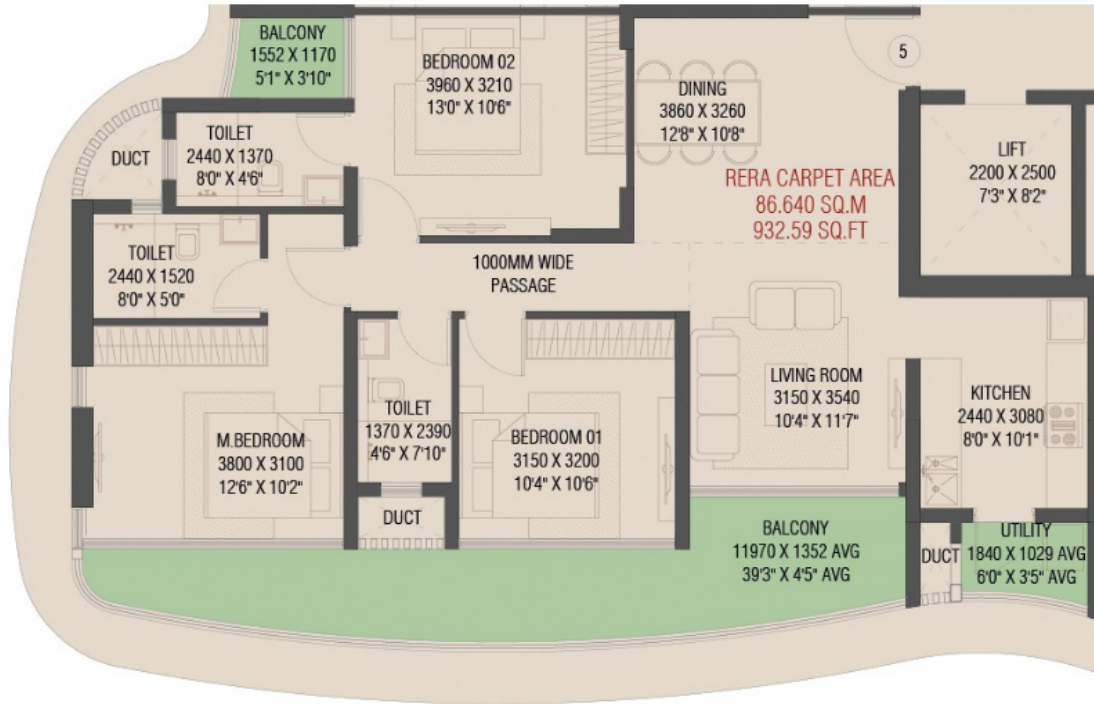 BALCONY
1552 X 1170
5'1" X 3'10"
BEDROOM 02
3960 X 3210
13'0" X 10'6"
DINING
3860 X 3260
12'8" X 10'8"
5
TOILET
2440 X 1370
8'0" X 4'6"
DUCT
LIFT
2200 X 2500
7'3" X 8'2"
RERA CARPET AREA
86.640 SQ.M
932.59 SQ.FT
TOILET
2440 X 1520
8'0" X 5'0"
1000MM WIDE
PASSAGE
LIVING ROOM
3150 X 3540
10'4" X 11'7"
KITCHEN
2440 X 3080
8'0" X 10'1"
M.BEDROOM
3800 X 3100
12'6" X 10'2"
TOILET
1370 X 2390
4'6" X 7'10"
BEDROOM 01
3150 X 3200
10'4" X 10'6"
DUCT
BALCONY
11970 X 1352 AVG
39'3" X 4'5" AVG
DUCT
UTILITY
1840 X 1029 AVG
6'0" X 3'5" AVG